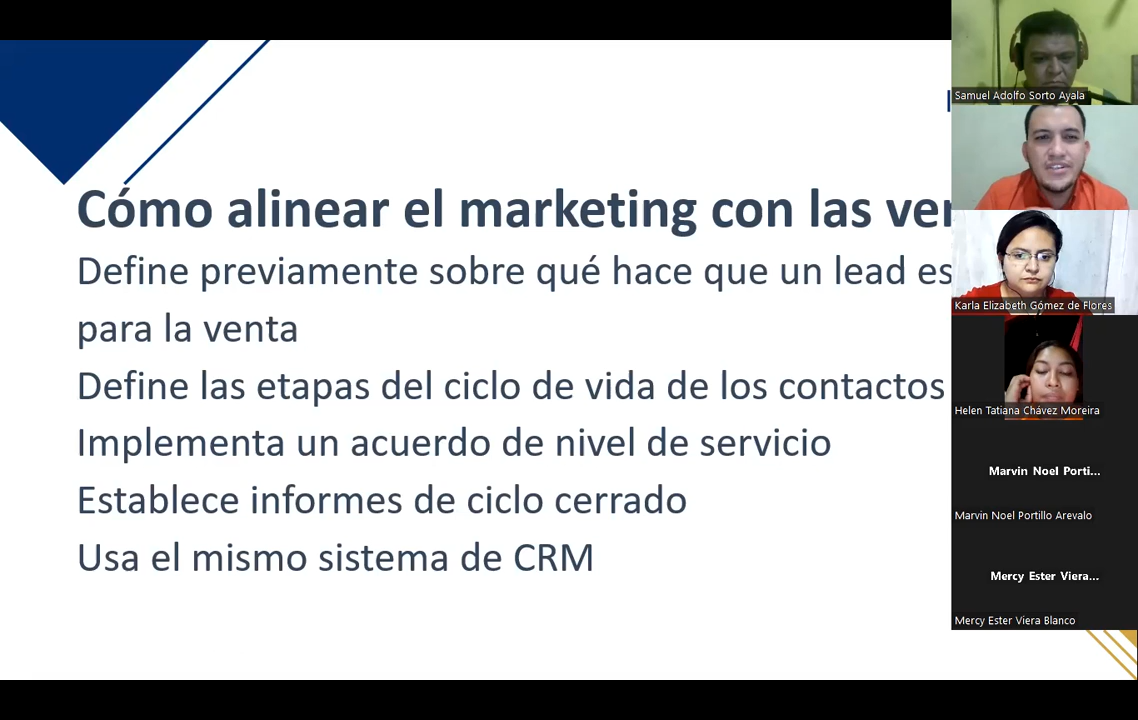 Cómo alinear el marketing con las ve
Define previamente sobre qué hace que un lead es
para la venta
Define las etapas del ciclo de vida de los contactos
Implementa un acuerdo de nivel de servicio
Establece informes de ciclo cerrado
Usa el mismo sistema de CRM
Samuel Adolfo Sorto Ayala
Karla Elizabeth Gómez de Flores
Helen Tatiana Chávez Moreira
Marvin Noel Porti...
Marvin Noel Portillo Arevalo
Mercy Ester Viera...
Mercy Ester Viera Blanco